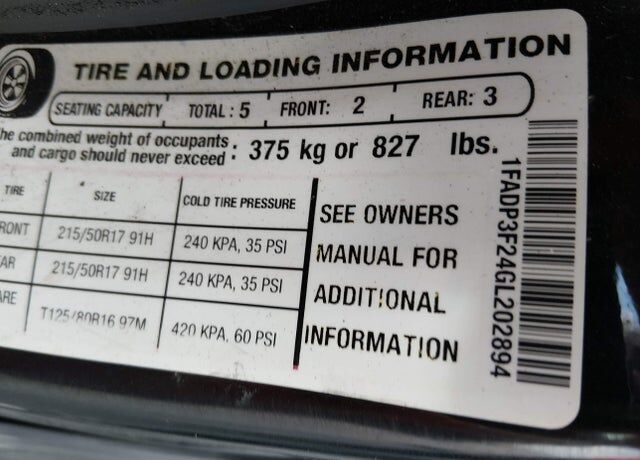 TIRE AND LOADING INFORMATION
SEATING CAPACITY TOTAL : 5 FRONT: 2 REAR: 3
he combined weight of occupants
and cargo should never exceed : 375 kg or 827 lbs.
TIRE SIZE COLD TIRE PRESSURE
RONT 215/50R17 91H 240 KPA, 35 PSI
AR 215/50R17 91H 240 KPA, 35 PSI
ARE T125/80R16 97M 420 KPA, 60 PSI
SEE OWNERS
MANUAL FOR
ADDITIONAL
INFORMATION
1FADP3F24GL202894